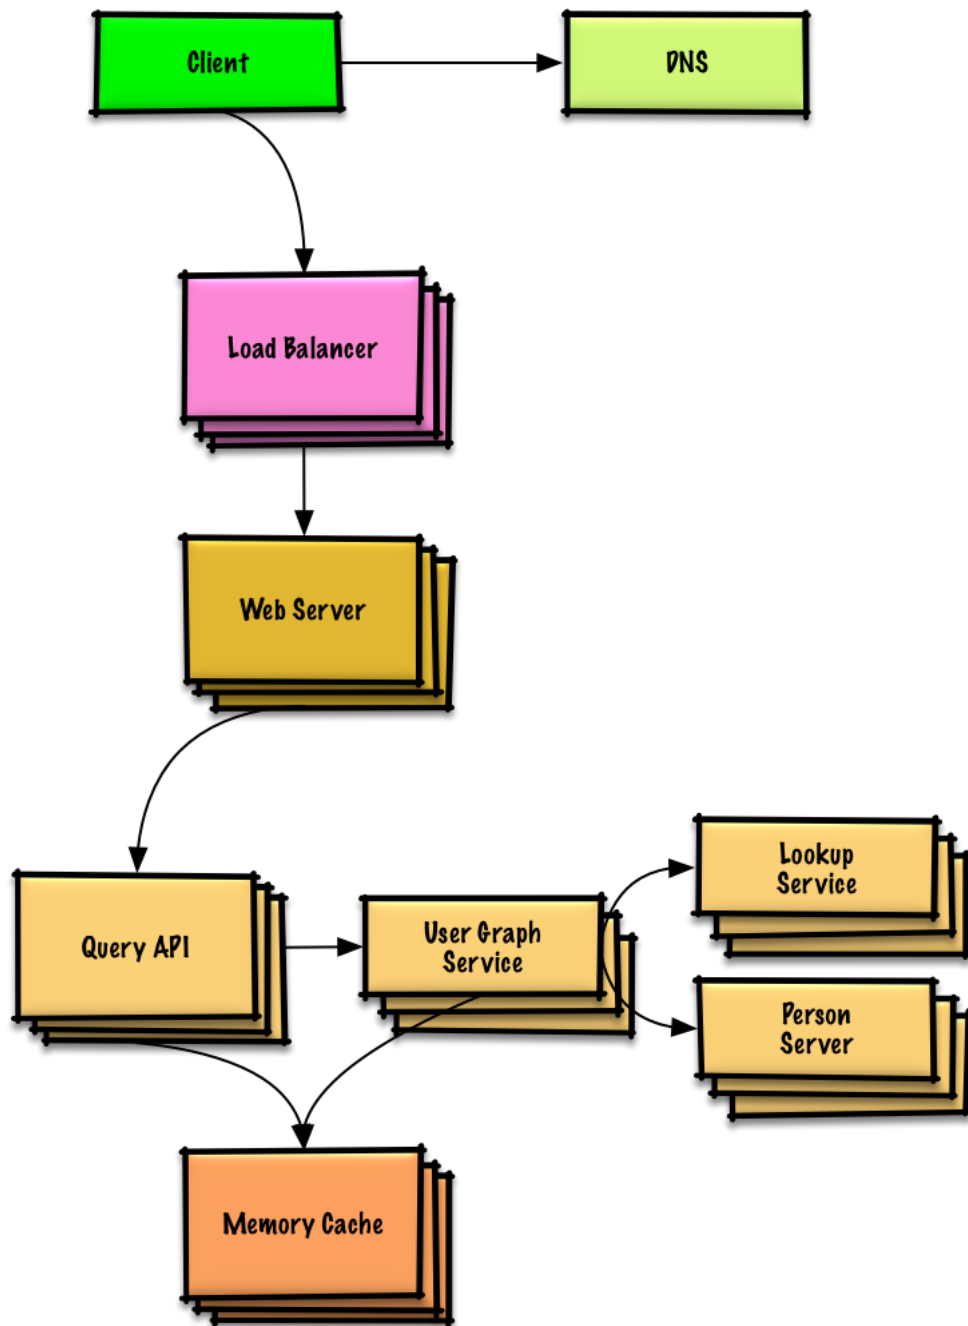 Client
DNS
Load Balancer
Web Server
Query API
User Graph
Service
Lookup
Service
Person
Server
Memory Cache